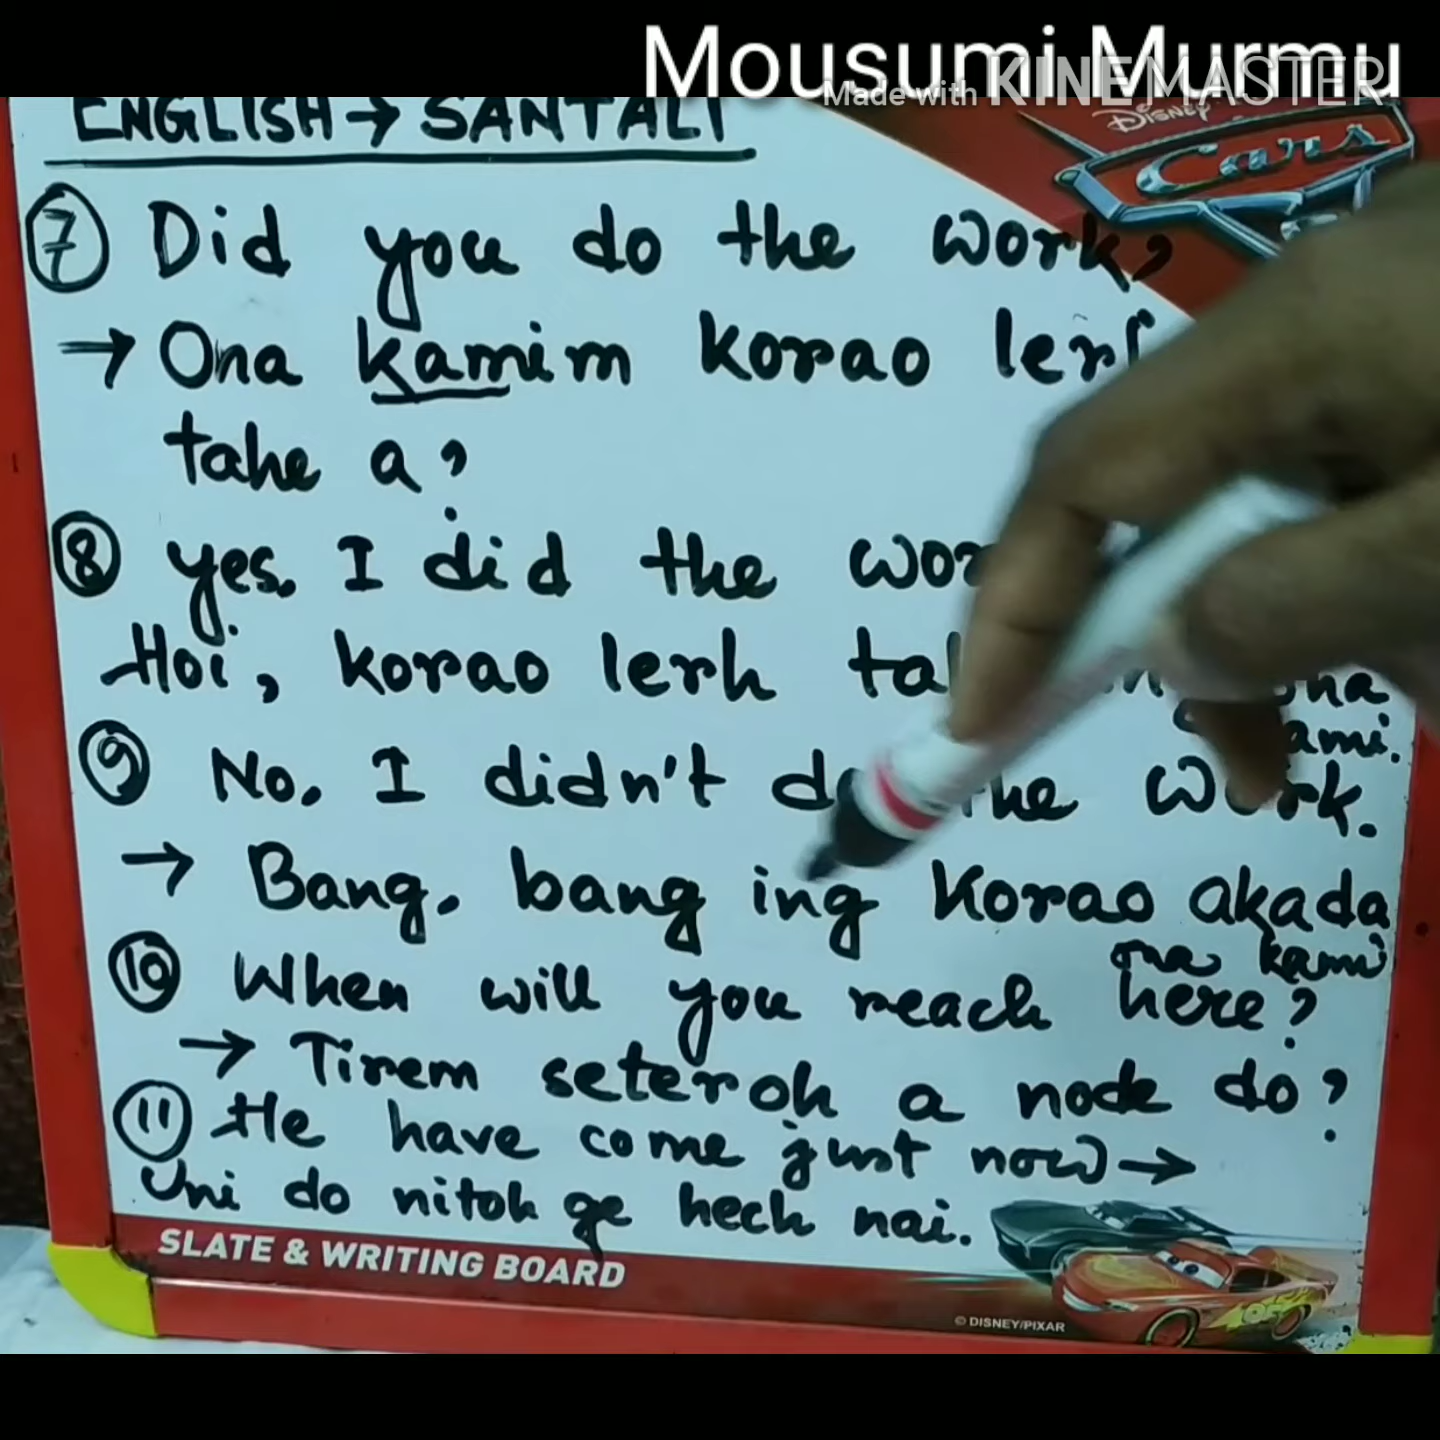 Mousumi Murmu
Made with KINEMASTER
ENGLISH → SANTALI
DISNEY
Cars
7 Did you do the work?
→ Ona kamim korao
tahe a?
8 Yes. I did the
Hoi, korao lerh
9 No. I didn't the work.
→ Bang. bang ing Korao akada
ona kami
10 When will you reach here?
→ Tirem seteroh a node do?
11 He have come just now →
Uni do nitoh ge hech nai.
SLATE & WRITING BOARD
© DISNEY/PIXAR